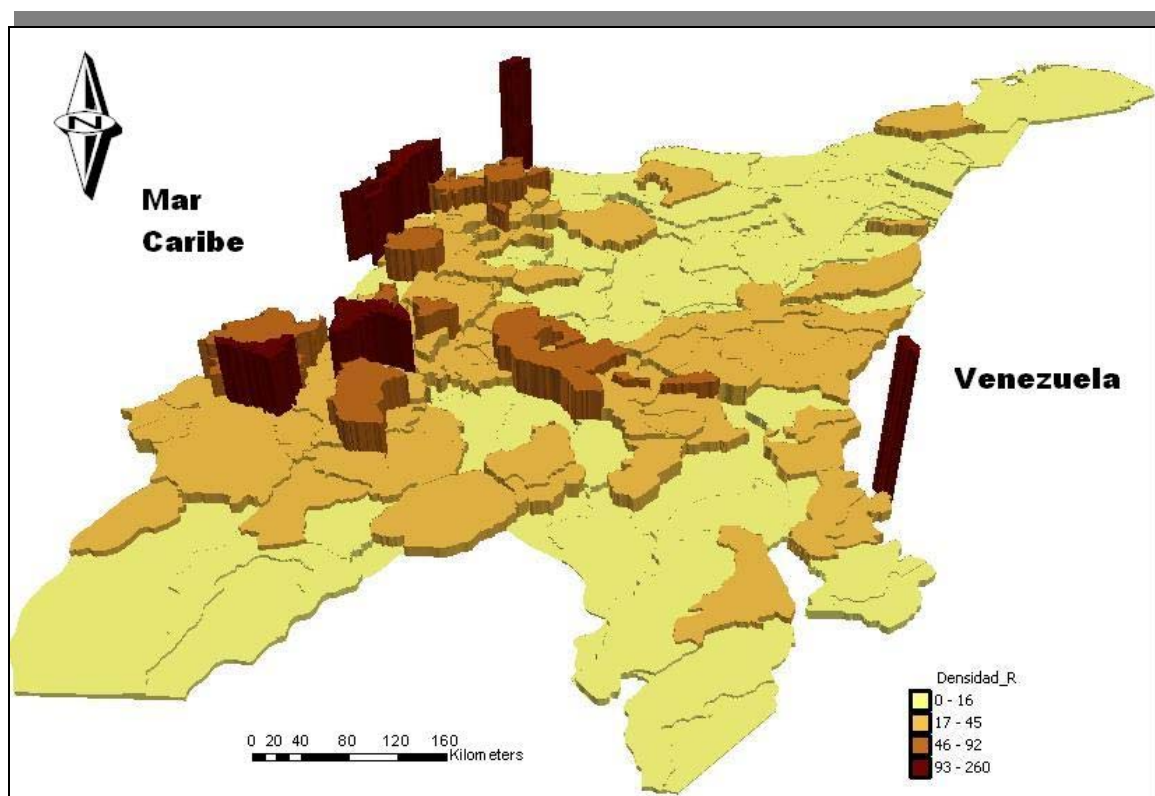 N
Mar
Caribe
Venezuela
Densidad_R
0 - 16
17 - 45
46 - 92
93 - 260
0 20 40 80 120 160
Kilometers